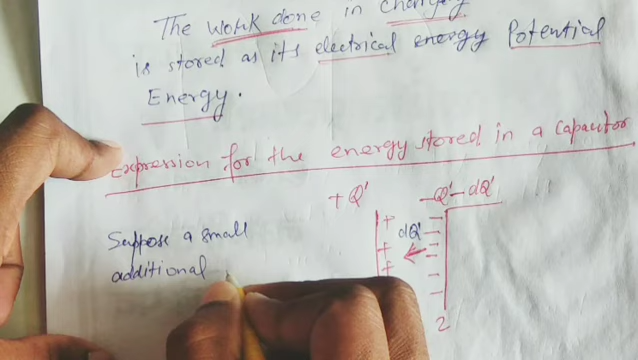 The work done in charging
is stored as its electrical energy Potential
Energy.
Expression for the energy stored in a capacitor
+Q' -Q'-dQ'
Suppose a small
additional
+ dQ'
+
+
2